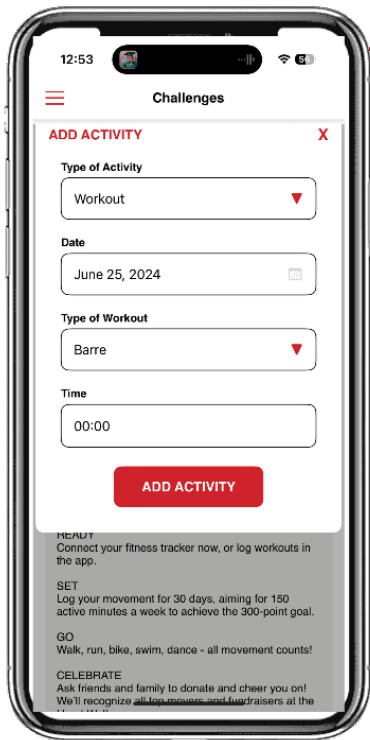 12:53
56
Challenges
ADD ACTIVITY
X
Type of Activity
Workout
Date
June 25, 2024
Type of Workout
Barre
Time
00:00
ADD ACTIVITY
READY
Connect your fitness tracker now, or log workouts in
the app.
SET
Log your movement for 30 days, aiming for 150
active minutes a week to achieve the 300-point goal.
GO
Walk, run, bike, swim, dance - all movement counts!
CELEBRATE
Ask friends and family to donate and cheer you on!
We'll recognize all top movers and fundraisers at the